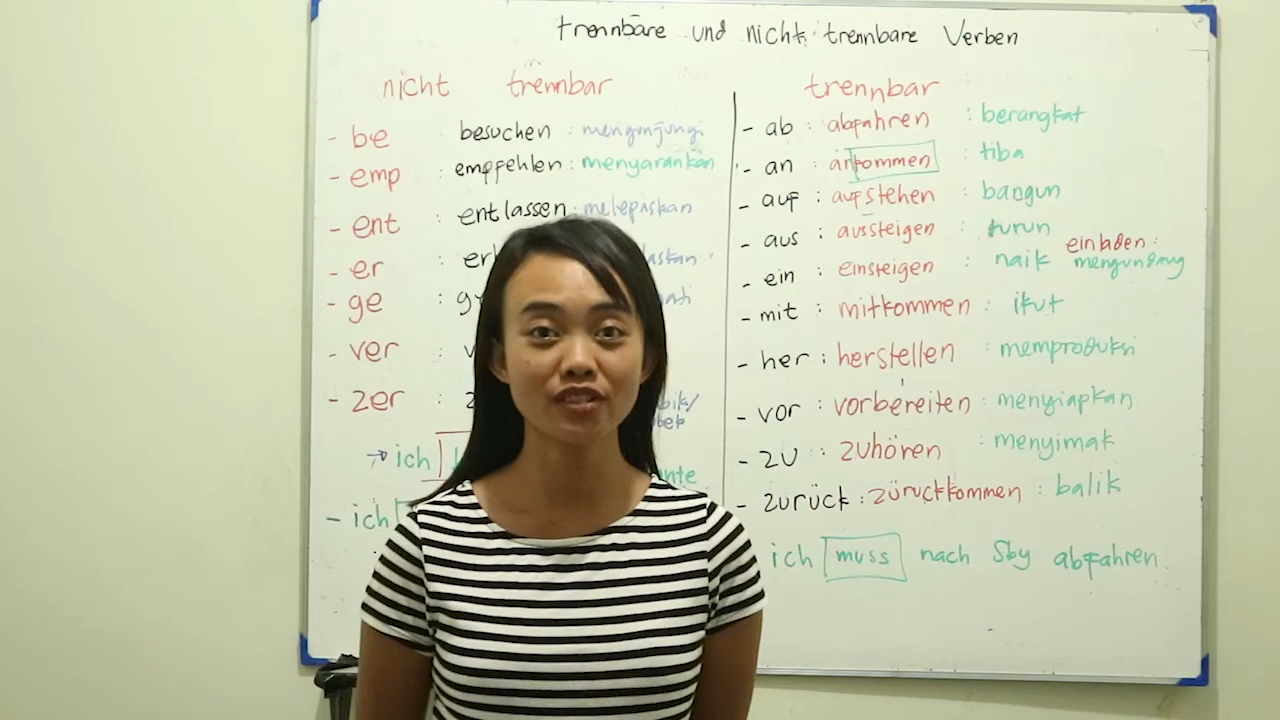 trennbare und nicht trennbare Verben
nicht trennbar
- be : besuchen : mengunjungi
- emp : empfehlen : menyarankan
- ent : entlassen : melepaskan
- er :
- ge :
- ver :
- zer :
→ ich
- ich
trennbar
- ab : abfahren : berangkat
- an : ankommen : tiba
- auf : aufstehen : bangun
- aus : aussteigen : turun
- ein : einsteigen : naik
einladen :
mengundang
- mit : mitkommen : ikut
- her : herstellen : memproduksi
- vor : vorbereiten : menyiapkan
- zu : zuhören : menyimak
- zurück : zürückkommen : balik
ich muss nach Sby abfahren